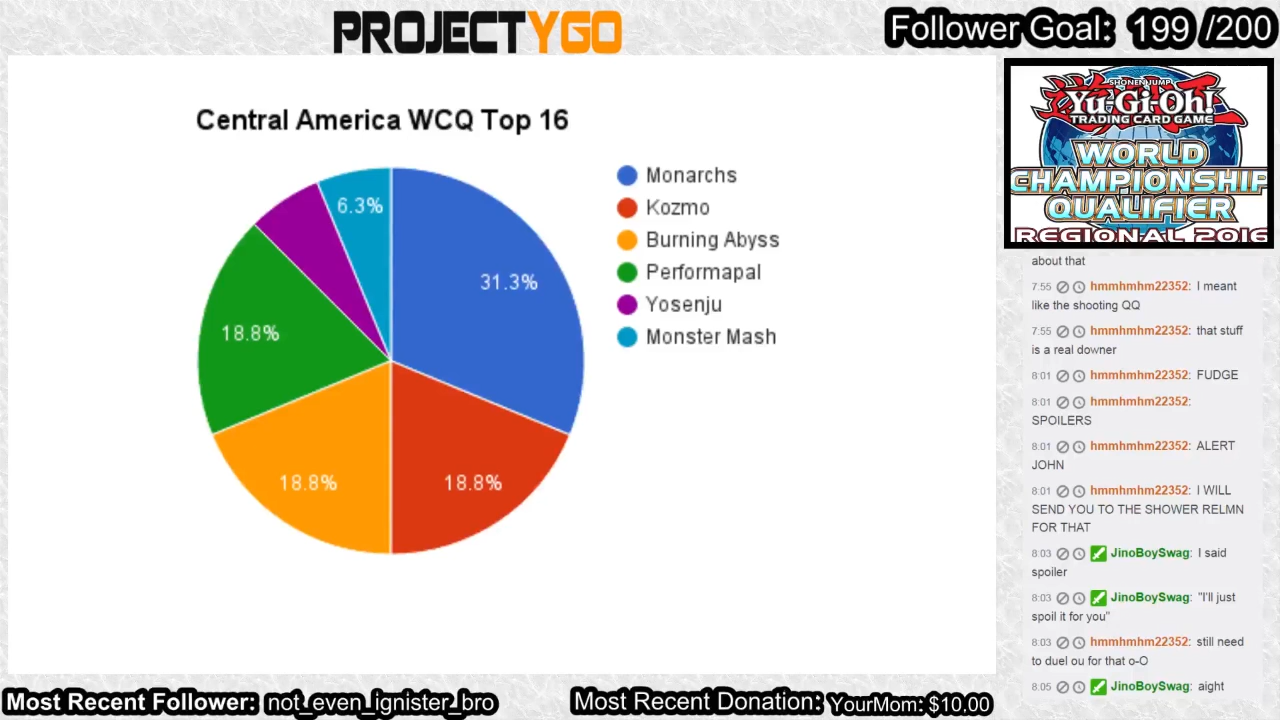 PROJECTYGO
Follower Goal: 199 /200
Central America WCQ Top 16
6.3%
31.3%
18.8%
18.8%
18.8%
Monarchs
Kozmo
Burning Abyss
Performapal
Yosenju
Monster Mash
SHONEN JUMP
Yu-Gi-Oh!
TRADING CARD GAME
WORLD
CHAMPIONSHIP
QUALIFIER
REGIONAL 2016
about that
7:55 hmmhmhm22352: I meant
like the shooting QQ
7:55 hmmhmhm22352: that stuff
is a real downer
8:01 hmmhmhm22352: FUDGE
8:01 hmmhmhm22352:
SPOILERS
8:01 hmmhmhm22352: ALERT
JOHN
8:01 hmmhmhm22352: I WILL
SEND YOU TO THE SHOWER RELMN
FOR THAT
8:03 JinoBoySwag: I said
spoiler
8:03 JinoBoySwag: "I'll just
spoil it for you"
8:03 hmmhmhm22352: still need
to duel ou for that o-O
8:05 JinoBoySwag: aight
Most Recent Follower: not_even_ignister_bro
Most Recent Donation: YourMom: $10.00